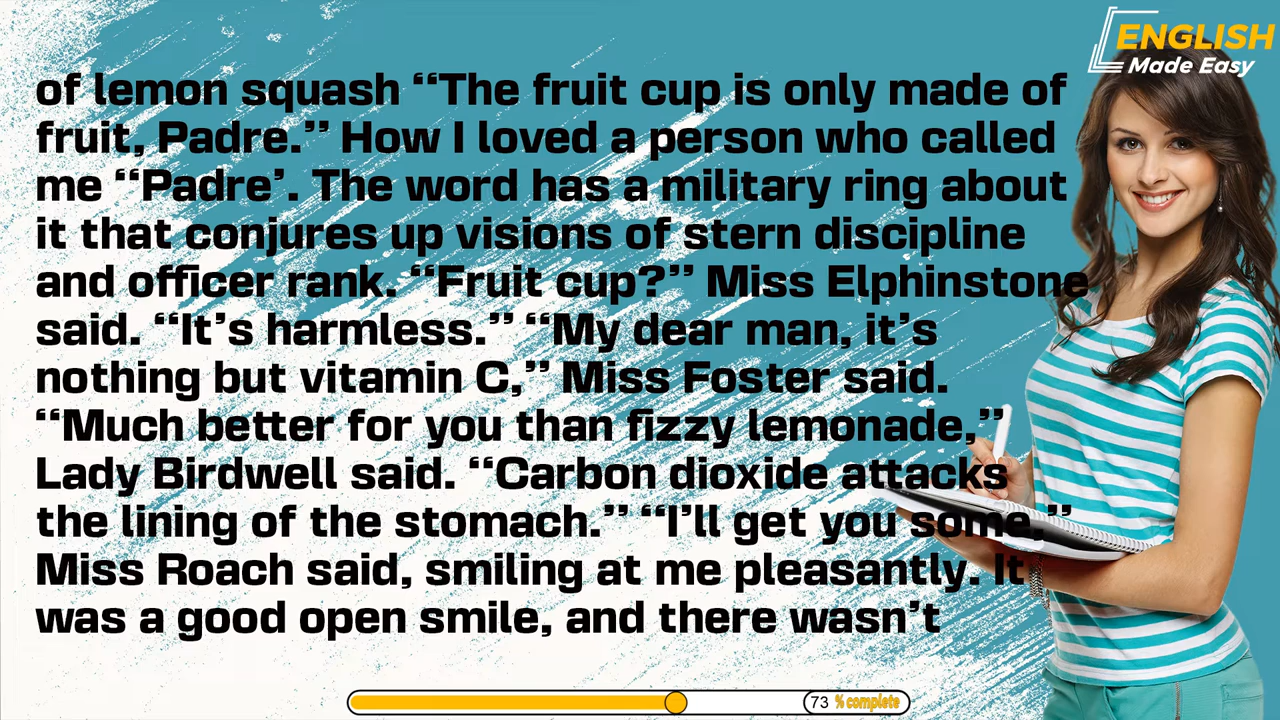 ENGLISH
Made Easy
of lemon squash “The fruit cup is only made of
fruit, Padre.” How I loved a person who called
me “Padre’. The word has a military ring about
it that conjures up visions of stern discipline
and officer rank. “Fruit cup?” Miss Elphinstone
said. “It’s harmless.” “My dear man, it’s
nothing but vitamin C,” Miss Foster said.
“Much better for you than fizzy lemonade,”
Lady Birdwell said. “Carbon dioxide attacks
the lining of the stomach.” “I’ll get you some,”
Miss Roach said, smiling at me pleasantly. It
was a good open smile, and there wasn’t
73 % complete